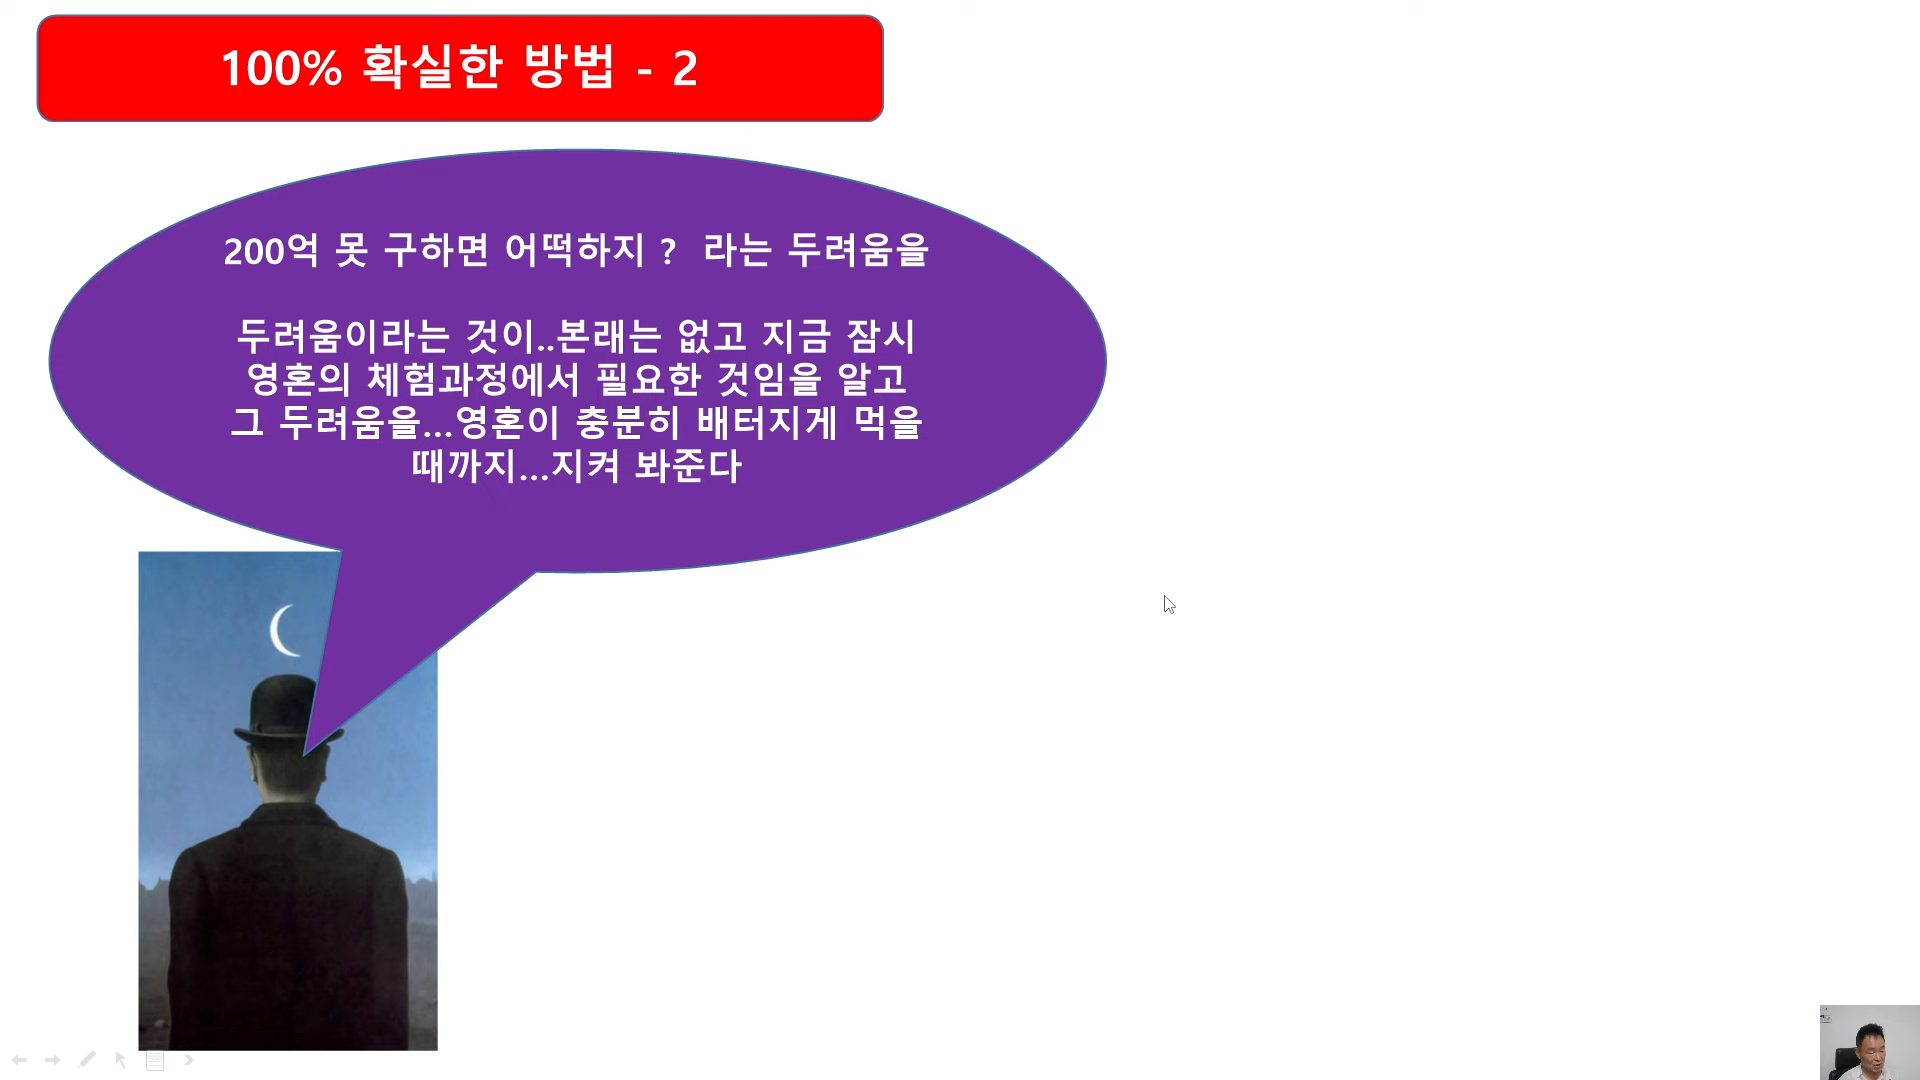 100% 확실한 방법 - 2
200억 못 구하면 어떡하지 ? 라는 두려움을
두려움이라는 것이..본래는 없고 지금 잠시
영혼의 체험과정에서 필요한 것임을 알고
그 두려움을...영혼이 충분히 배터지게 먹을
때까지...지켜 봐준다